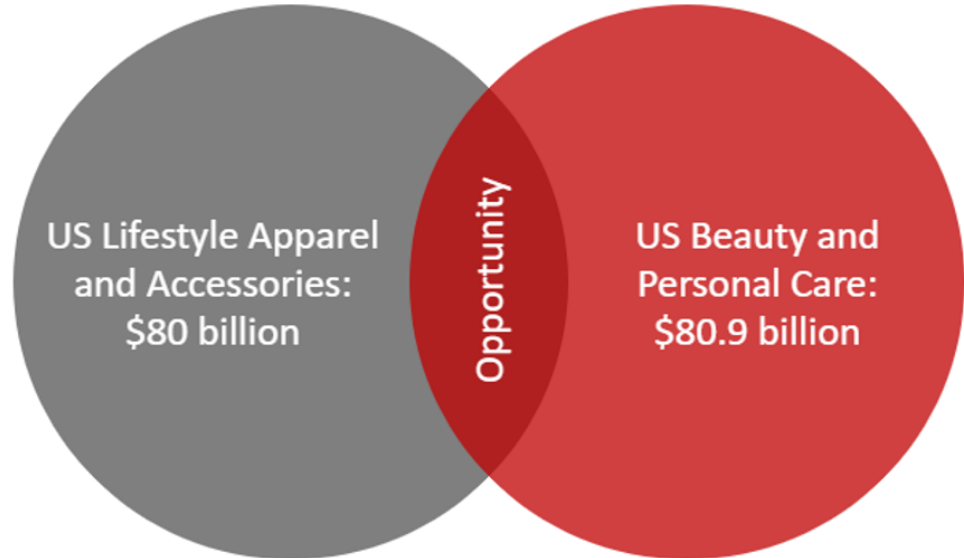 US Lifestyle Apparel
and Accessories:
$80 billion
Opportunity
US Beauty and
Personal Care:
$80.9 billion